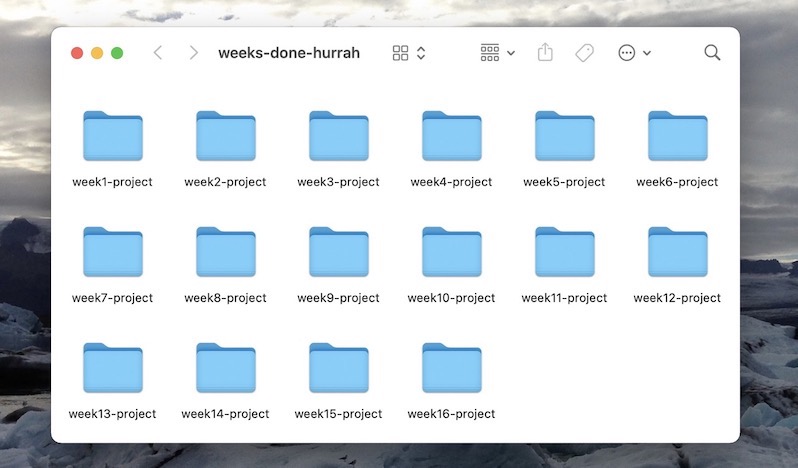 weeks-done-hurrah
week1-project week2-project week3-project week4-project week5-project week6-project
week7-project week8-project week9-project week10-project week11-project week12-project
week13-project week14-project week15-project week16-project